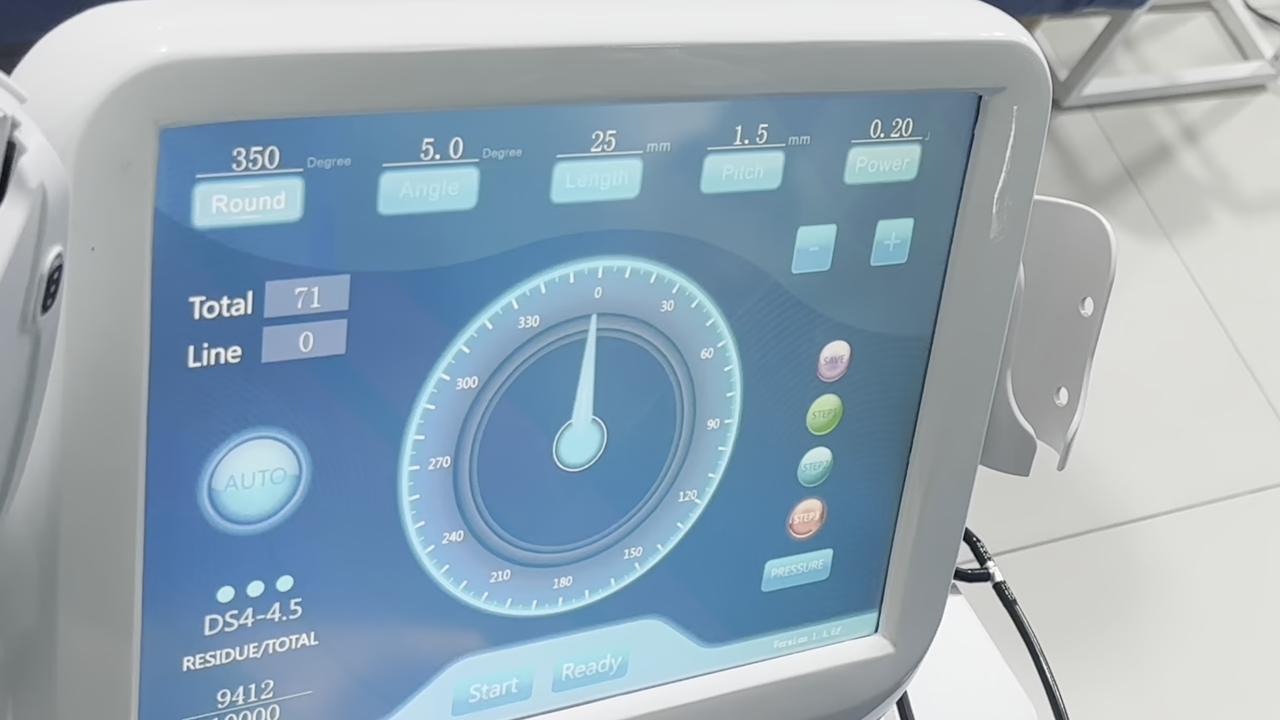 350 Degree 5.0 Degree 25 mm 1.5 mm 0.20 J
Round Angle Length Pitch Power
- +
Total 71
Line 0
0
30
60
90
120
150
180
210
240
270
300
330
AUTO
SAVE
STEP1
STEP2
STEP3
PRESSURE
DS4-4.5
RESIDUE/TOTAL
9412
10000
Start Ready